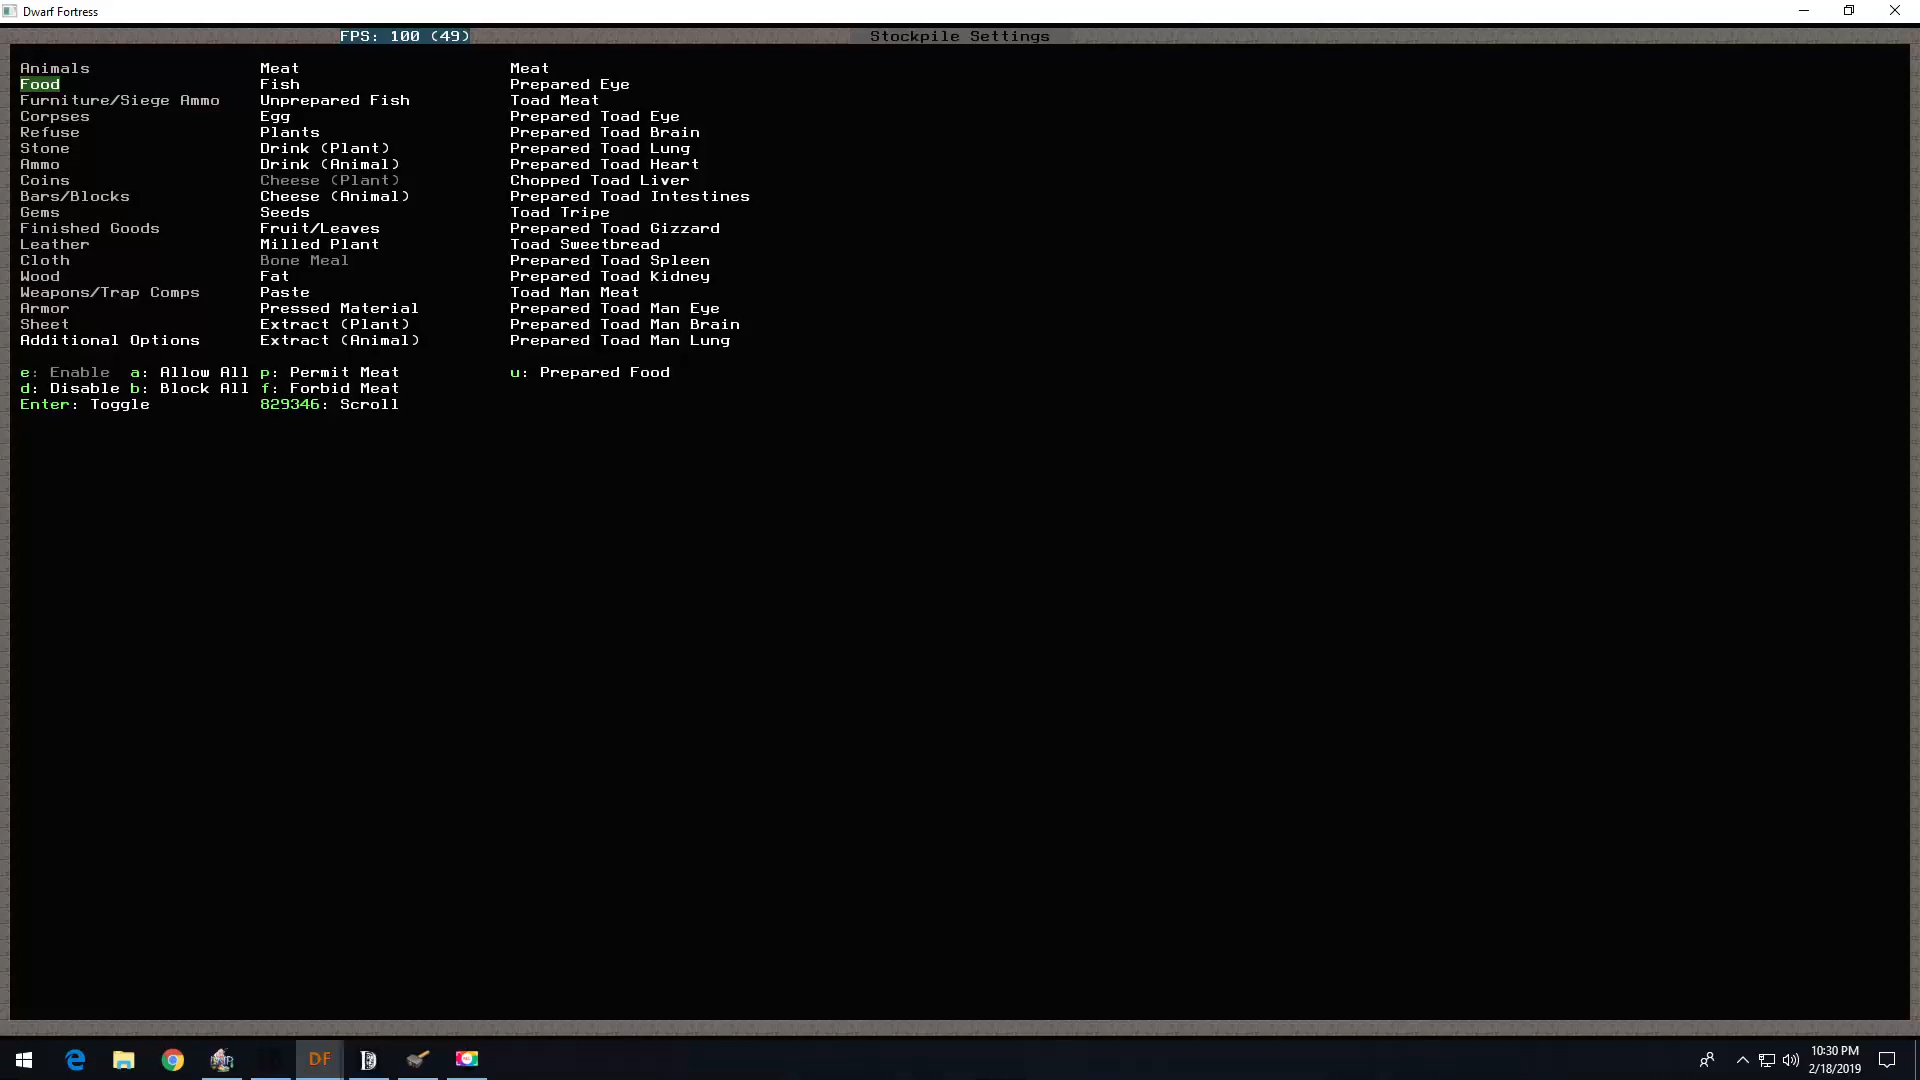 Dwarf Fortress
FPS: 100 (49) Stockpile Settings
Animals Meat Meat
Food Fish Prepared Eye
Furniture/Siege Ammo Unprepared Fish Toad Meat
Corpses Egg Prepared Toad Eye
Refuse Plants Prepared Toad Brain
Stone Drink (Plant) Prepared Toad Lung
Ammo Drink (Animal) Prepared Toad Heart
Coins Cheese (Plant) Chopped Toad Liver
Bars/Blocks Cheese (Animal) Prepared Toad Intestines
Gems Seeds Toad Tripe
Finished Goods Fruit/Leaves Prepared Toad Gizzard
Leather Milled Plant Toad Sweetbread
Cloth Bone Meal Prepared Toad Spleen
Wood Fat Prepared Toad Kidney
Weapons/Trap Comps Paste Toad Man Meat
Armor Pressed Material Prepared Toad Man Eye
Sheet Extract (Plant) Prepared Toad Man Brain
Additional Options Extract (Animal) Prepared Toad Man Lung
e: Enable a: Allow All p: Permit Meat u: Prepared Food
d: Disable b: Block All f: Forbid Meat
Enter: Toggle 829346: Scroll
DF
10:30 PM
2/18/2019